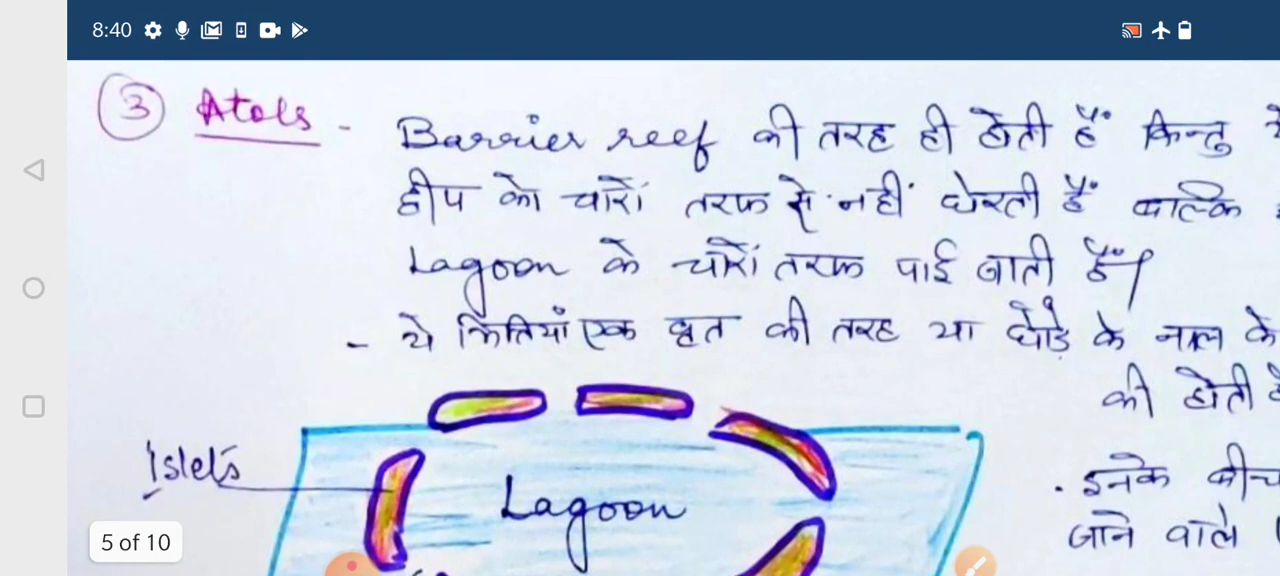 8:40
③ Atols - Barrier reef की तरह ही होती हैं किन्तु ये
द्वीप को चारों तरफ से नहीं घेरती हैं बल्कि
Lagoon के चारों तरफ पाई जाती हैं।
- ये भित्तियां एक वृत की तरह या घोड़े के नाल के
की होती है
Islets
Lagoon
. इनके बीच
जाने वाले
5 of 10